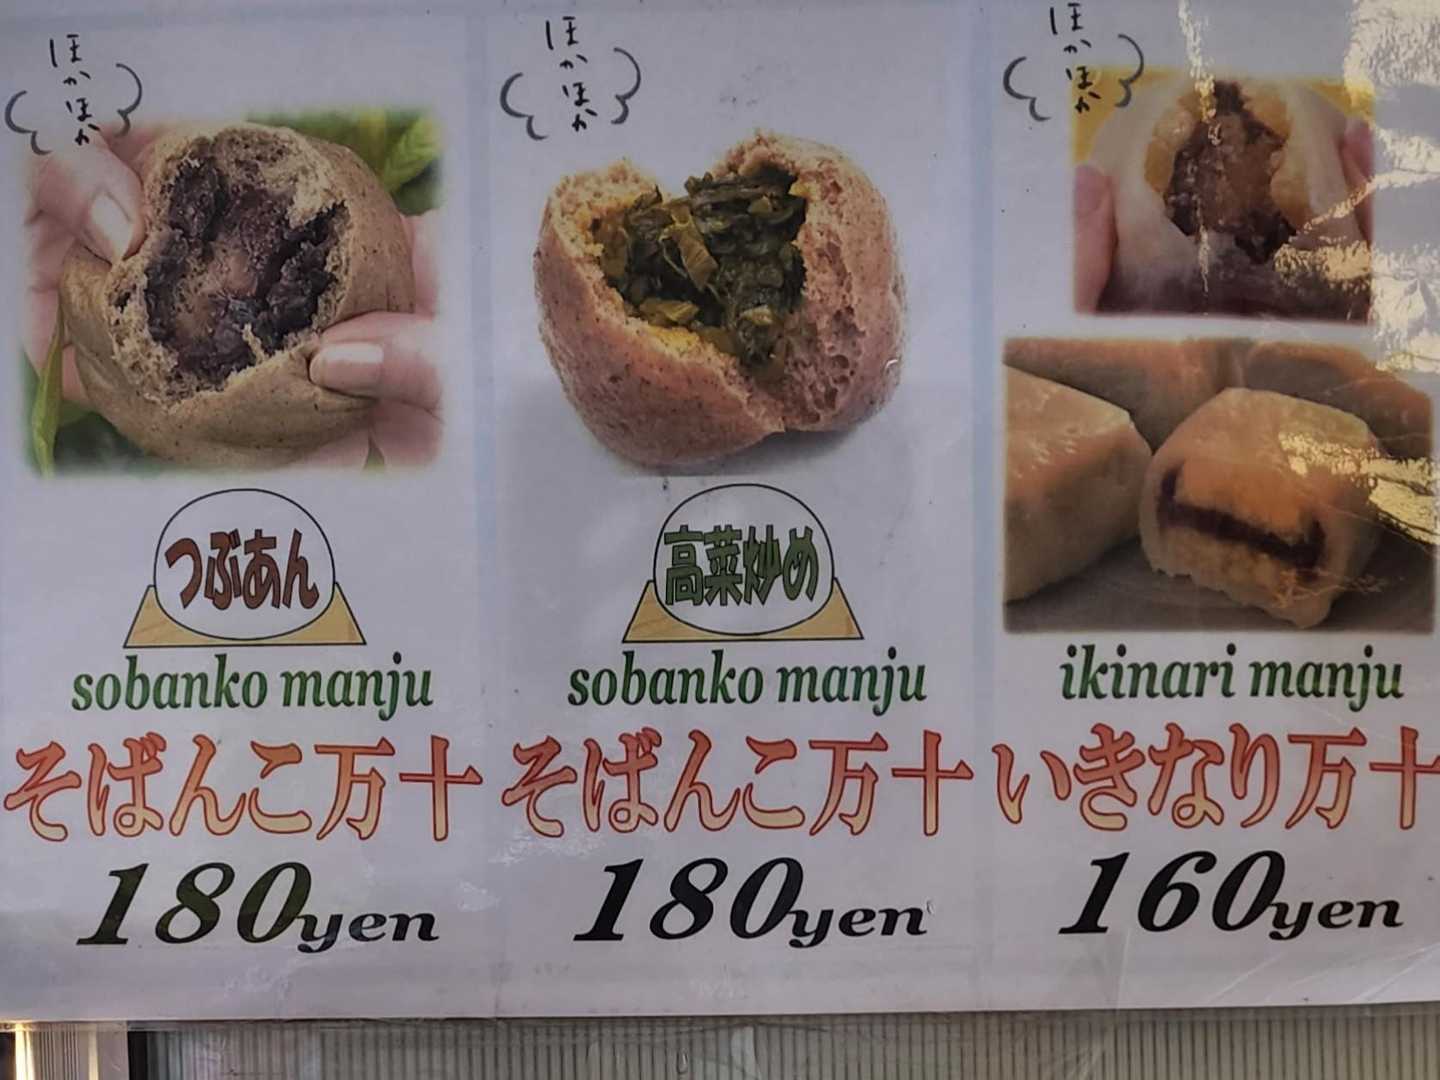 ほかほか
つぶあん
sobanko manju
そばんこ万十
180yen
ほかほか
高菜炒め
sobanko manju
そばんこ万十
180yen
ほかほか
ikinari manju
いきなり万十
160yen